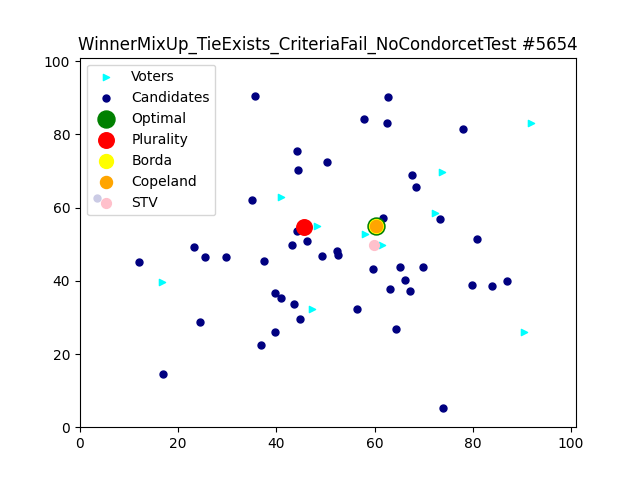 WinnerMixUp_TieExists_CriteriaFail_NoCondorcetTest #5654
100
80
60
40
20
0
Voters
Candidates
Optimal
Plurality
Borda
Copeland
STV
0 20 40 60 80 100